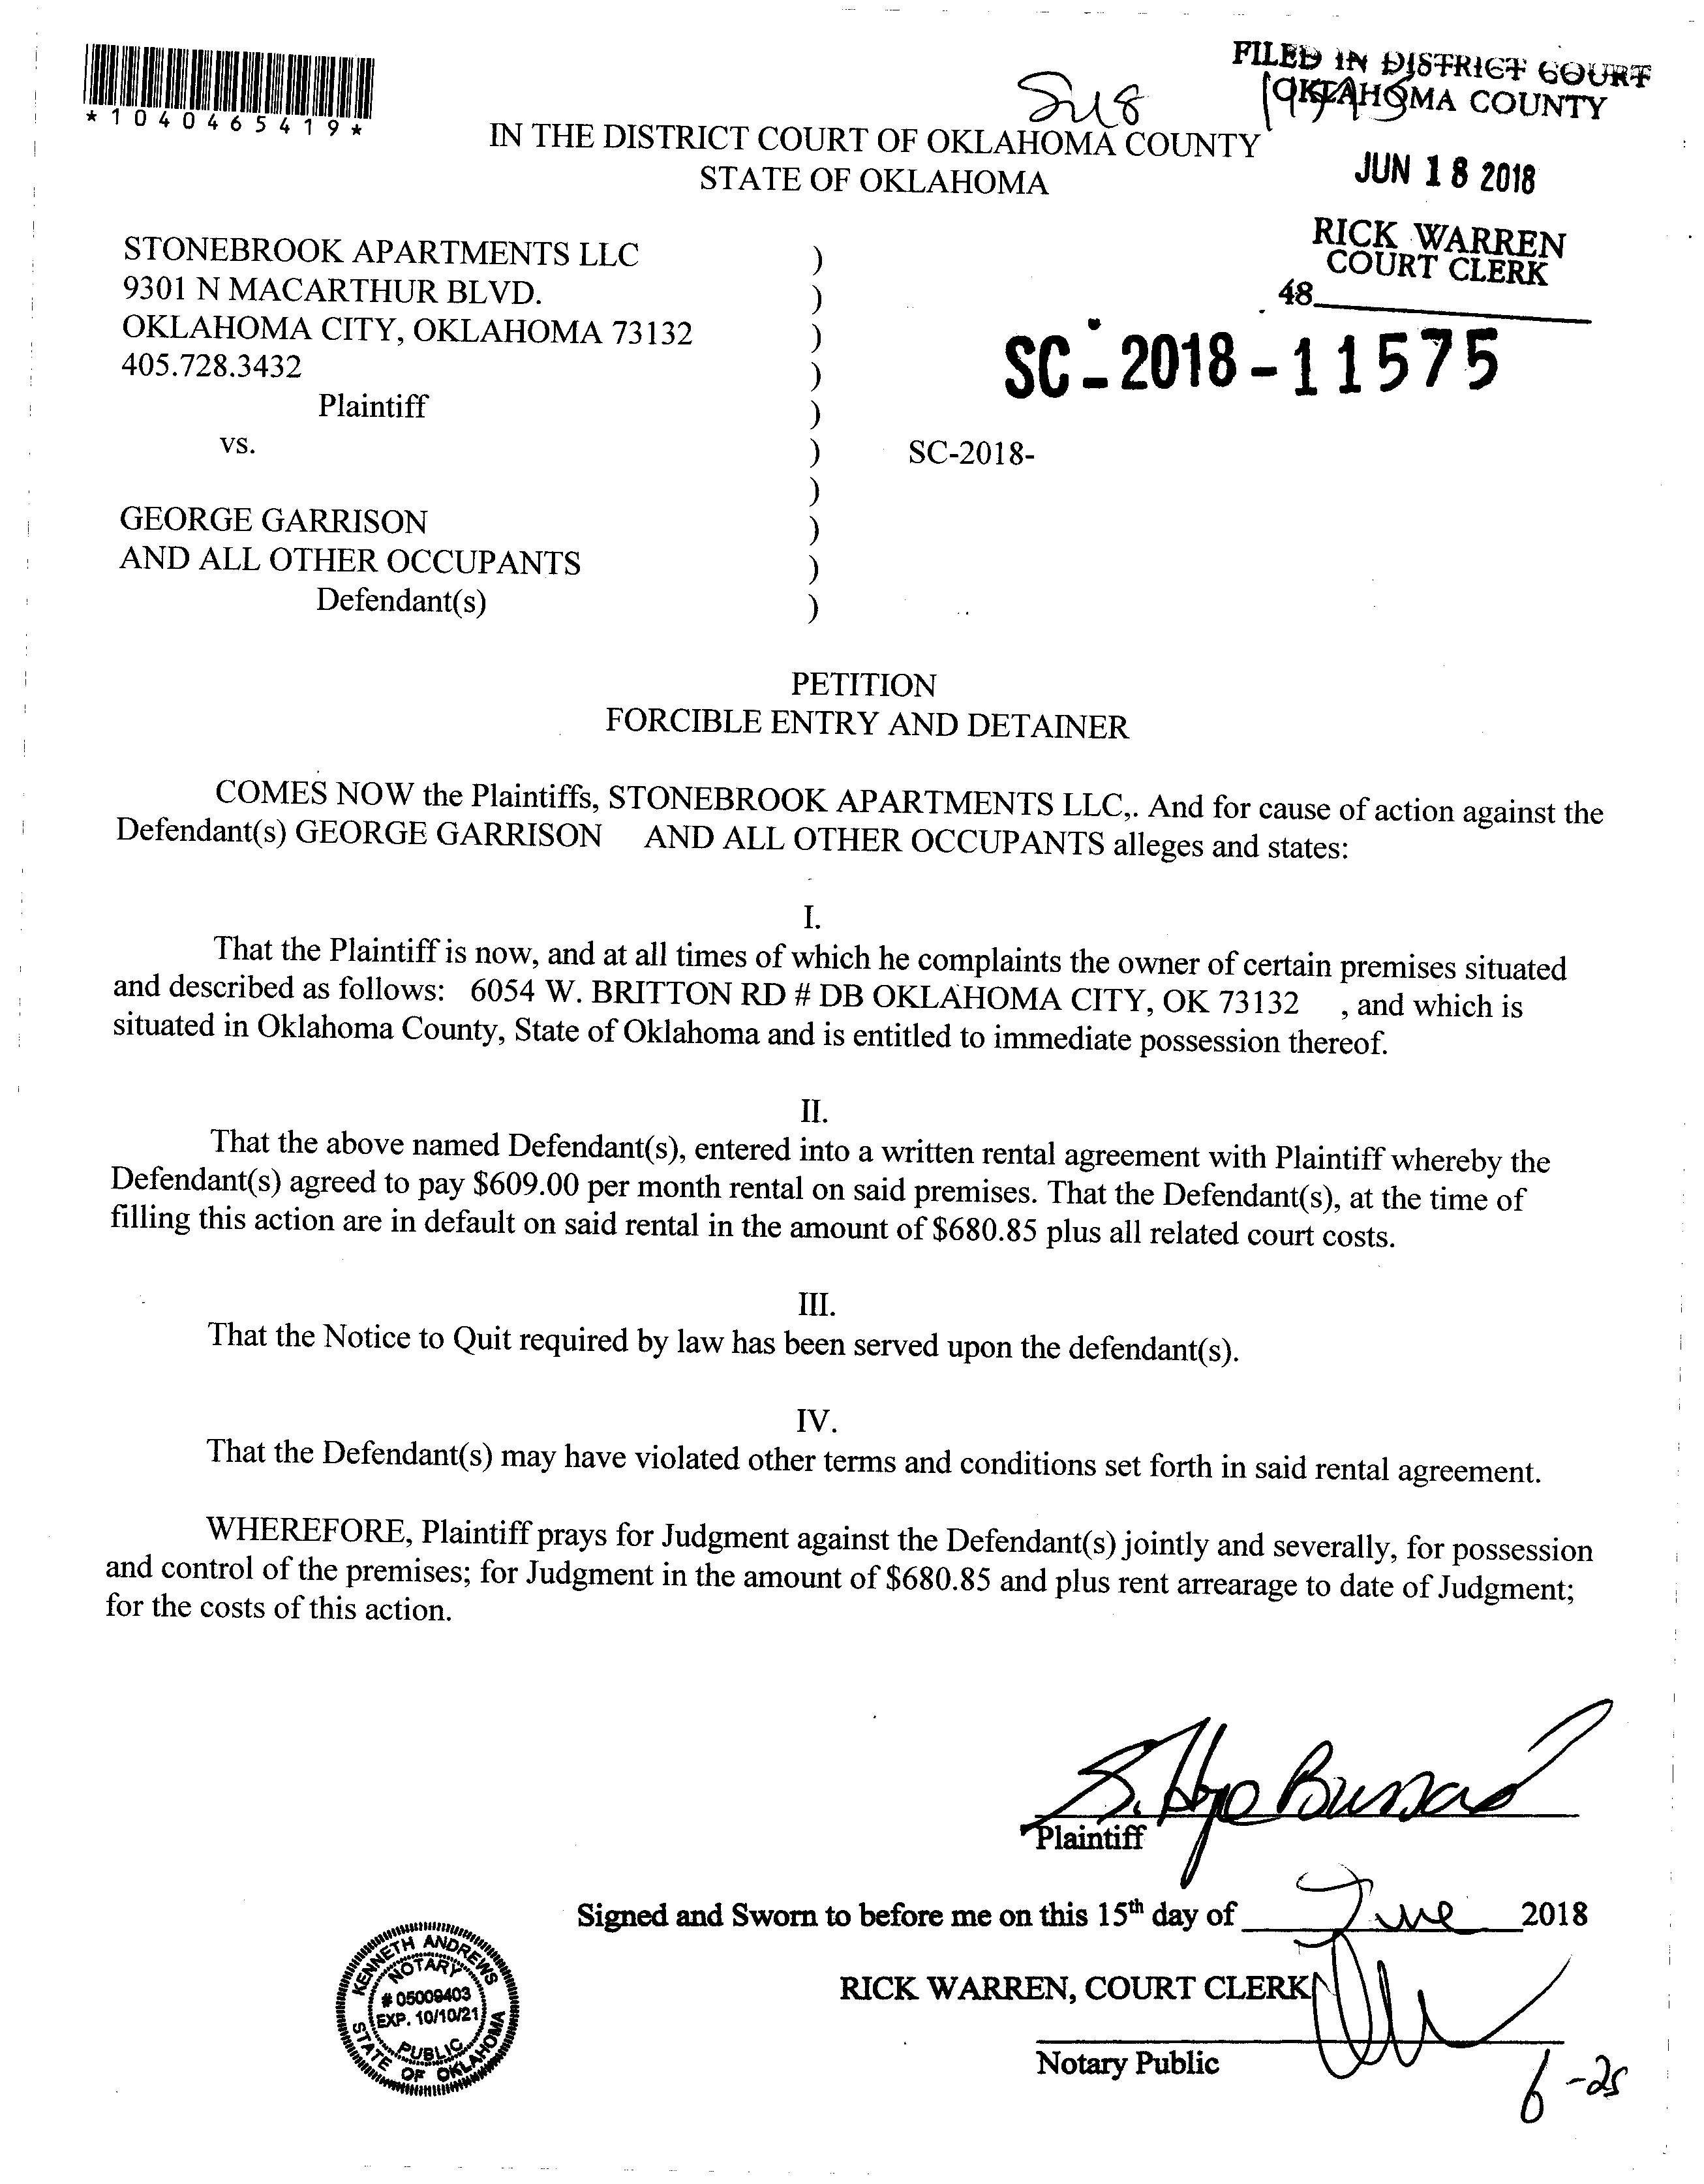 FILED IN DISTRICT COURT
OKLAHOMA COUNTY
*1040465419*
IN THE DISTRICT COURT OF OKLAHOMA COUNTY
STATE OF OKLAHOMA
JUN 18 2018
RICK WARREN
COURT CLERK
48
STONEBROOK APARTMENTS LLC )
9301 N MACARTHUR BLVD. )
OKLAHOMA CITY, OKLAHOMA 73132 )
405.728.3432 )
SC-2018-11575
Plaintiff )
vs. ) SC-2018-
)
GEORGE GARRISON )
AND ALL OTHER OCCUPANTS )
Defendant(s) )
PETITION
FORCIBLE ENTRY AND DETAINER
COMES NOW the Plaintiffs, STONEBROOK APARTMENTS LLC,. And for cause of action against the
Defendant(s) GEORGE GARRISON AND ALL OTHER OCCUPANTS alleges and states:
I.
That the Plaintiff is now, and at all times of which he complaints the owner of certain premises situated
and described as follows: 6054 W. BRITTON RD # DB OKLAHOMA CITY, OK 73132 , and which is
situated in Oklahoma County, State of Oklahoma and is entitled to immediate possession thereof.
II.
That the above named Defendant(s), entered into a written rental agreement with Plaintiff whereby the
Defendant(s) agreed to pay $609.00 per month rental on said premises. That the Defendant(s), at the time of
filling this action are in default on said rental in the amount of $680.85 plus all related court costs.
III.
That the Notice to Quit required by law has been served upon the defendant(s).
IV.
That the Defendant(s) may have violated other terms and conditions set forth in said rental agreement.
WHEREFORE, Plaintiff prays for Judgment against the Defendant(s) jointly and severally, for possession
and control of the premises; for Judgment in the amount of $680.85 and plus rent arrearage to date of Judgment;
for the costs of this action.
Plaintiff
Signed and Sworn to before me on this 15th day of June 2018
RICK WARREN, COURT CLERK
Notary Public
KENNETH ANDREWS
NOTARY
# 05009403
EXP. 10/10/21
PUBLIC
STATE OF OKLAHOMA
6-25